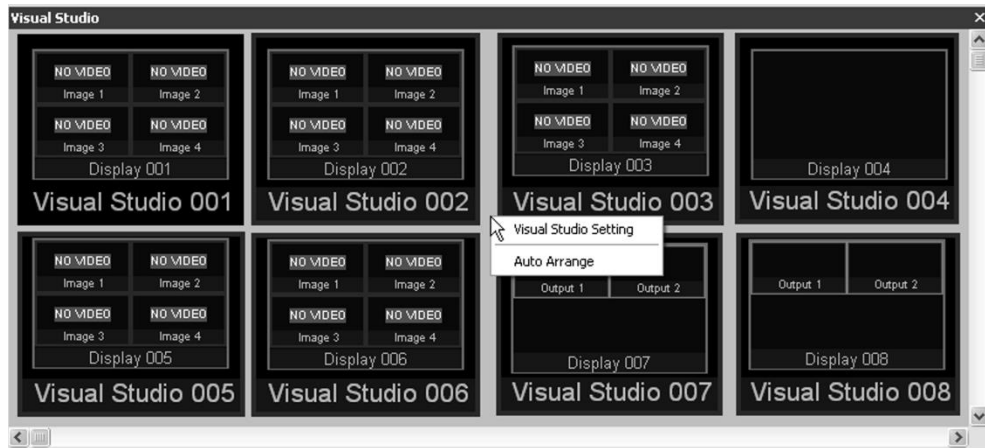 Visual Studio
NO VIDEO NO VIDEO
Image 1 Image 2
NO VIDEO NO VIDEO
Image 3 Image 4
Display 001
Visual Studio 001
NO VIDEO NO VIDEO
Image 1 Image 2
NO VIDEO NO VIDEO
Image 3 Image 4
Display 002
Visual Studio 002
NO VIDEO NO VIDEO
Image 1 Image 2
NO VIDEO NO VIDEO
Image 3 Image 4
Display 003
Visual Studio 003
Display 004
Visual Studio 004
Visual Studio Setting
Auto Arrange
NO VIDEO NO VIDEO
Image 1 Image 2
NO VIDEO NO VIDEO
Image 3 Image 4
Display 005
Visual Studio 005
NO VIDEO NO VIDEO
Image 1 Image 2
NO VIDEO NO VIDEO
Image 3 Image 4
Display 006
Visual Studio 006
Output 1 Output 2
Display 007
Visual Studio 007
Output 1 Output 2
Display 008
Visual Studio 008